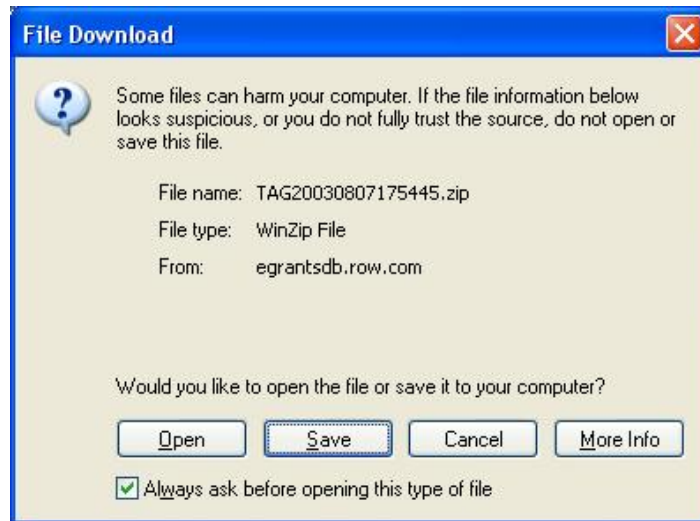 File Download
Some files can harm your computer. If the file information below
looks suspicious, or you do not fully trust the source, do not open or
save this file.
File name: TAG20030807175445.zip
File type: WinZip File
From: egrantsdb.row.com
Would you like to open the file or save it to your computer?
Open Save Cancel More Info
Always ask before opening this type of file